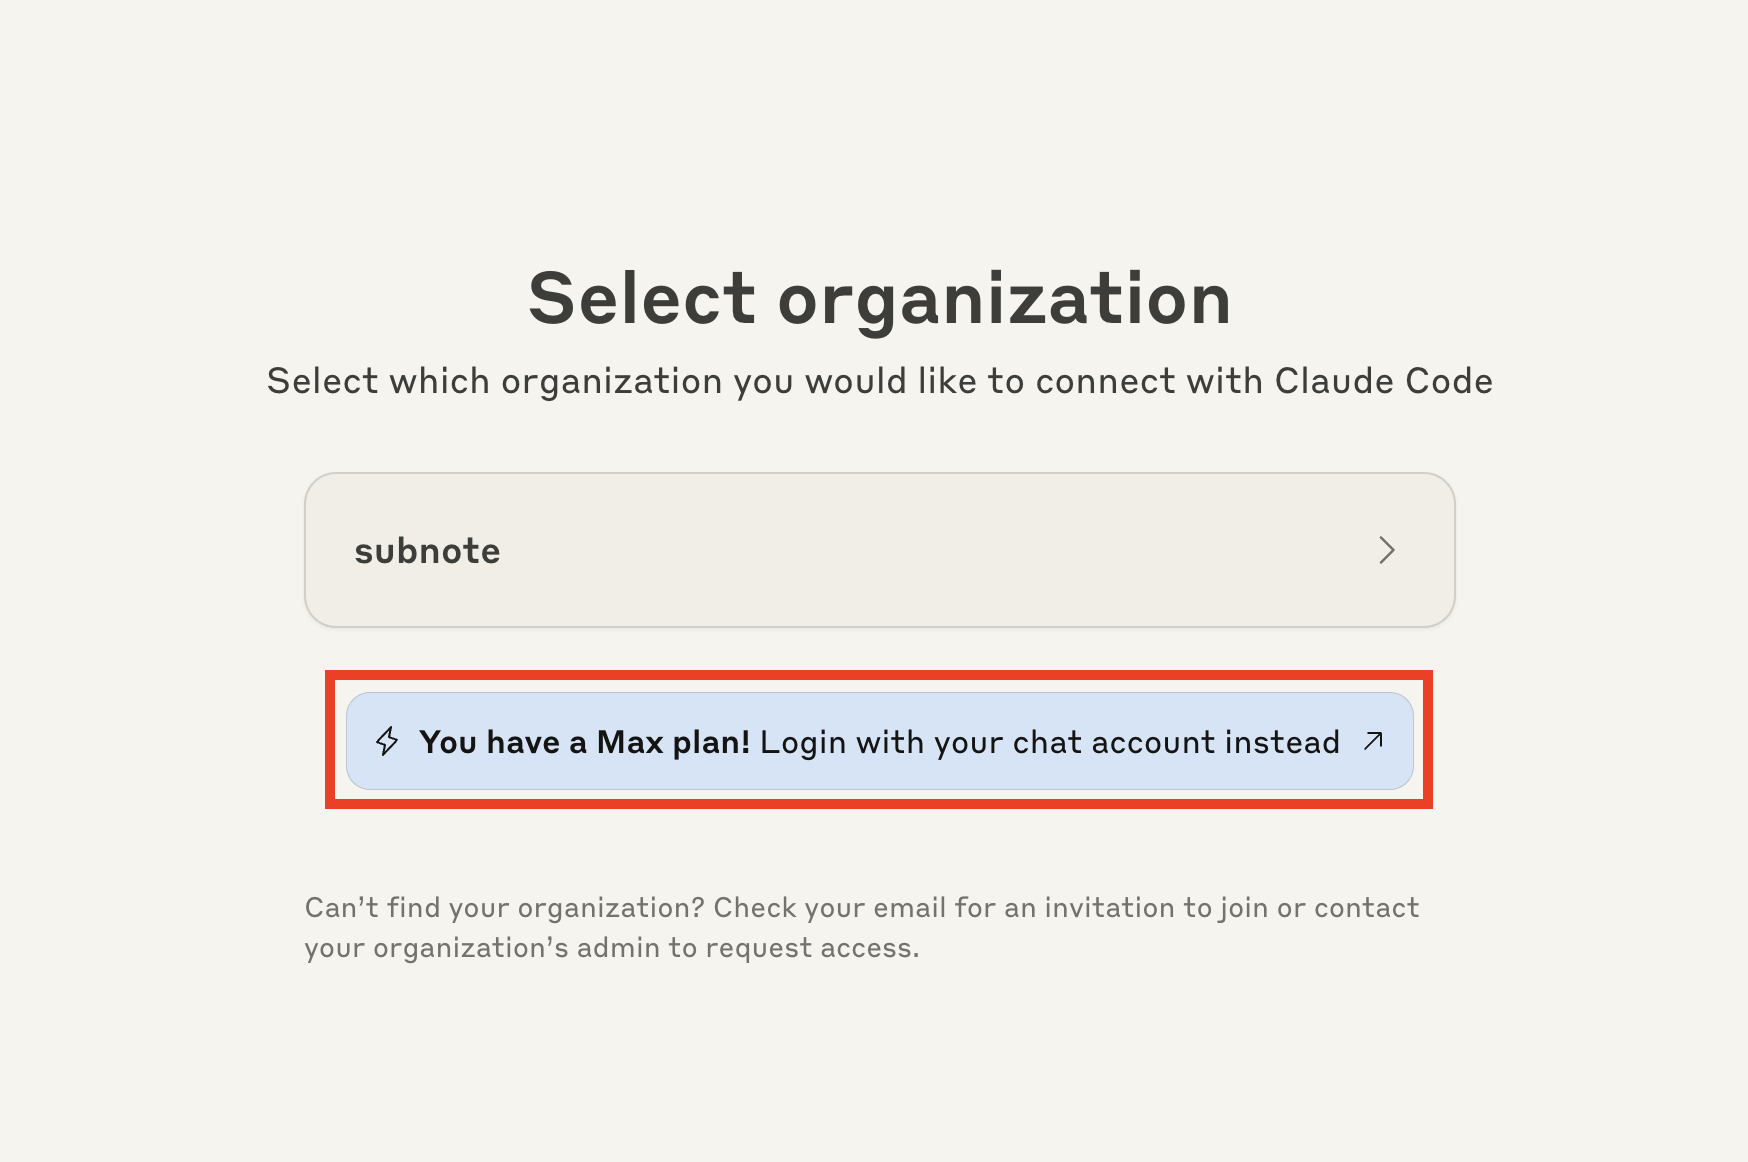 Select organization
Select which organization you would like to connect with Claude Code
subnote
You have a Max plan! Login with your chat account instead
Can’t find your organization? Check your email for an invitation to join or contact
your organization’s admin to request access.